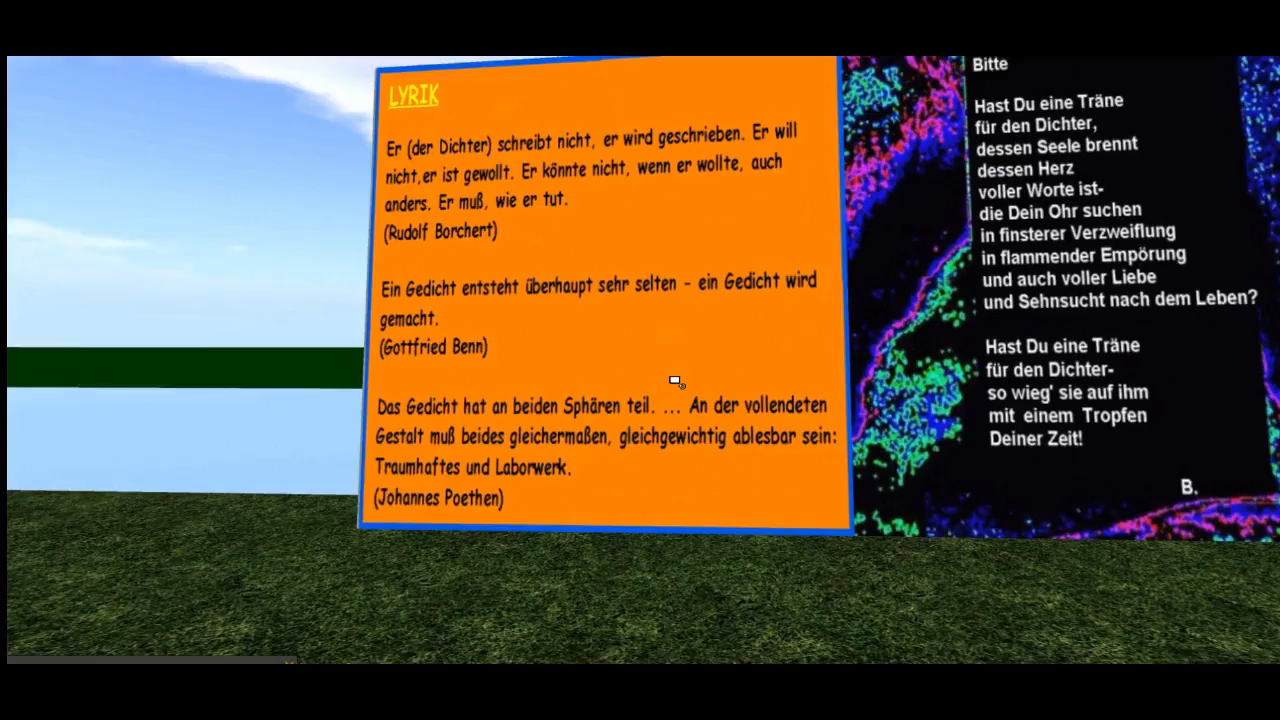 LYRIK
Er (der Dichter) schreibt nicht, er wird geschrieben. Er will
nicht,er ist gewollt. Er könnte nicht, wenn er wollte, auch
anders. Er muß, wie er tut.
(Rudolf Borchert)
Ein Gedicht entsteht überhaupt sehr selten - ein Gedicht wird
gemacht.
(Gottfried Benn)
Das Gedicht hat an beiden Sphären teil. ... An der vollendeten
Gestalt muß beides gleichermaßen, gleichgewichtig ablesbar sein:
Traumhaftes und Laborwerk.
(Johannes Poethen)
Bitte
Hast Du eine Träne
für den Dichter,
dessen Seele brennt
dessen Herz
voller Worte ist-
die Dein Ohr suchen
in finsterer Verzweiflung
in flammender Empörung
und auch voller Liebe
und Sehnsucht nach dem Leben?
Hast Du eine Träne
für den Dichter-
so wieg' sie auf ihm
mit einem Tropfen
Deiner Zeit!
B.